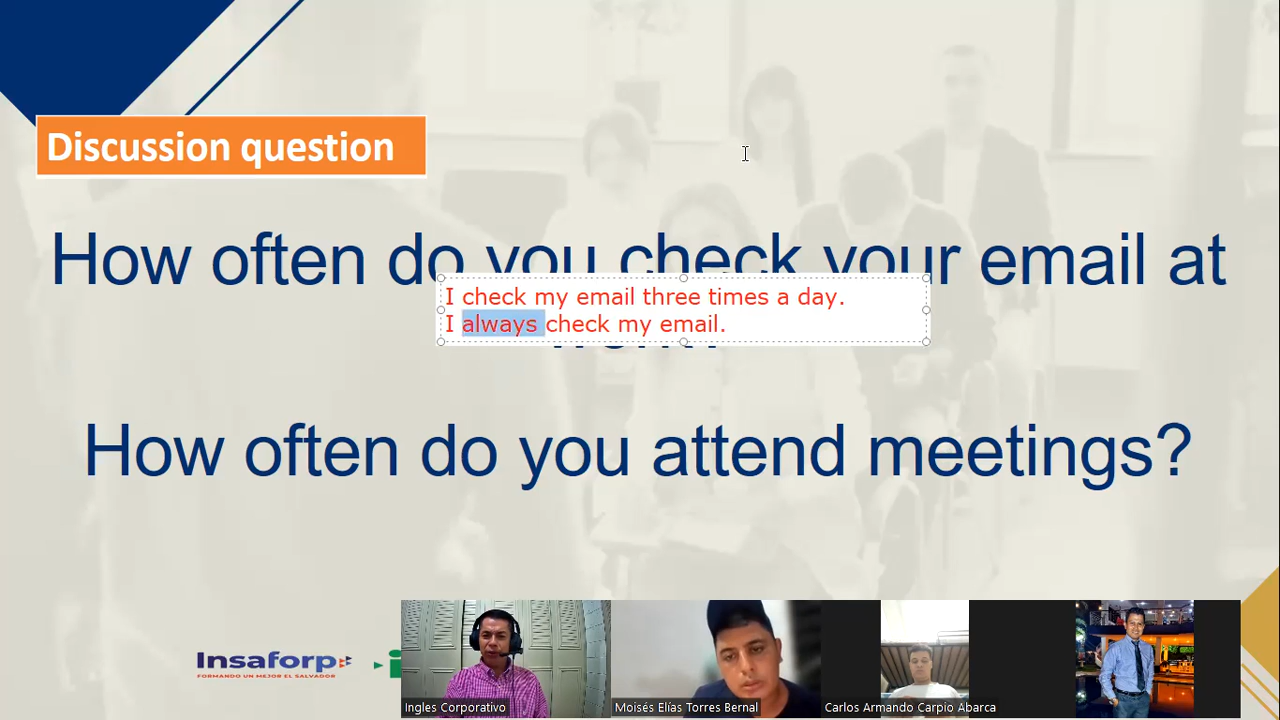 Discussion question
How often do you check your email at
I check my email three times a day.
I always check my email.
How often do you attend meetings?
Insaforp
FORMANDO UN MEJOR EL SALVADOR
Ingles Corporativo
Moisés Elías Torres Bernal
Carlos Armando Carpio Abarca